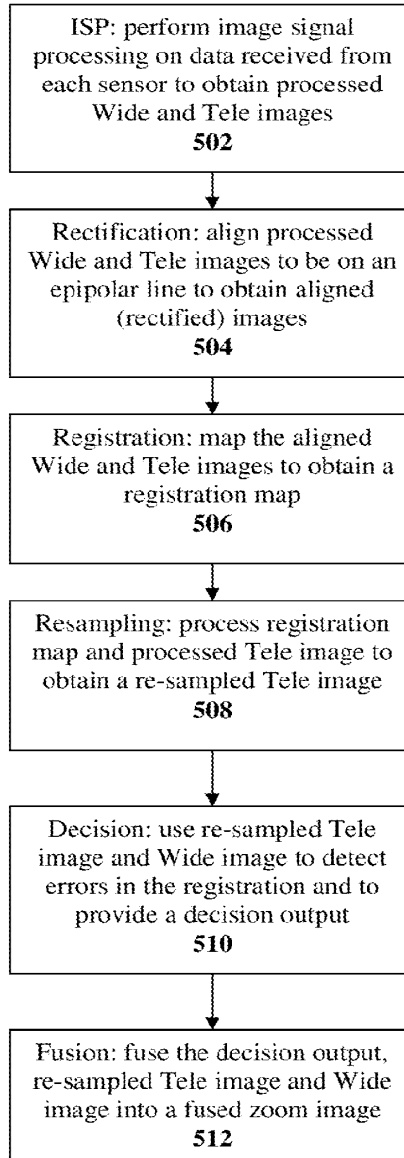 ISP: perform image signal
processing on data received from
each sensor to obtain processed
Wide and Tele images
502
Rectification: align processed
Wide and Tele images to be on an
epipolar line to obtain aligned
(rectified) images
504
Registration: map the aligned
Wide and Tele images to obtain a
registration map
506
Resampling: process registration
map and processed Tele image to
obtain a re-sampled Tele image
508
Decision: use re-sampled Tele
image and Wide image to detect
errors in the registration and to
provide a decision output
510
Fusion: fuse the decision output,
re-sampled Tele image and Wide
image into a fused zoom image
512